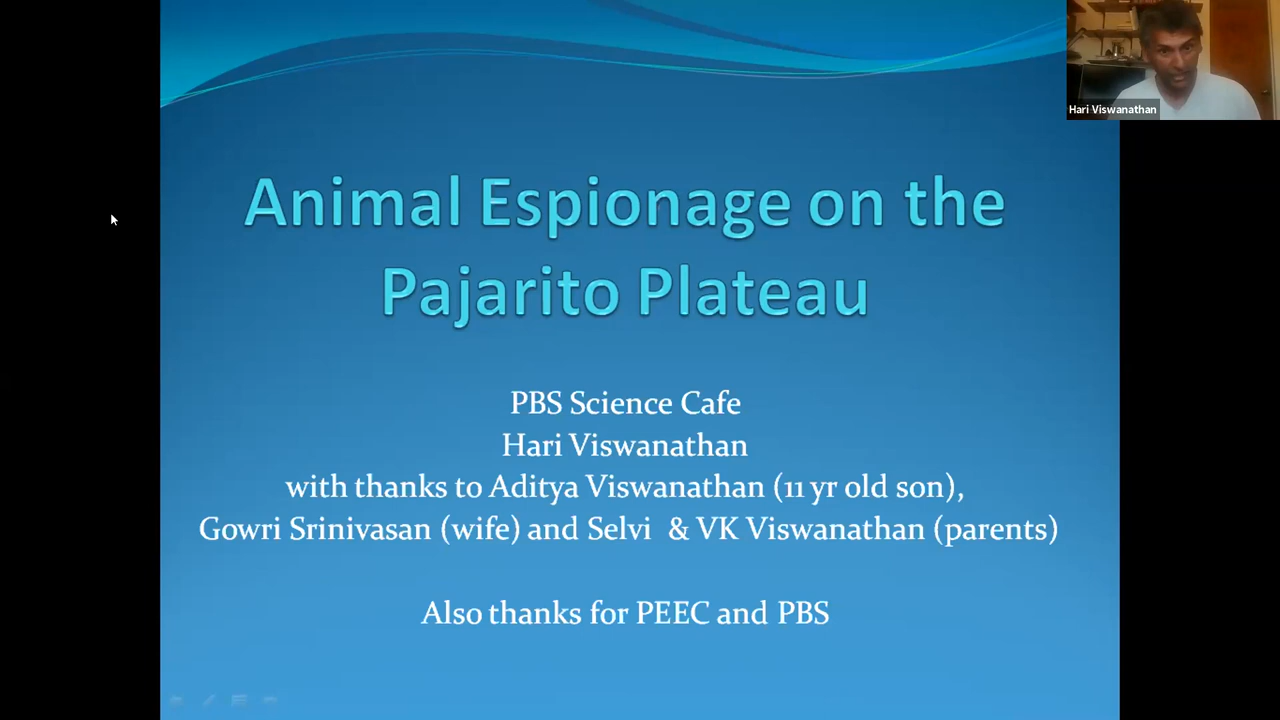 Hari Viswanathan
Animal Espionage on the
Pajarito Plateau
PBS Science Cafe
Hari Viswanathan
with thanks to Aditya Viswanathan (11 yr old son),
Gowri Srinivasan (wife) and Selvi & VK Viswanathan (parents)
Also thanks for PEEC and PBS